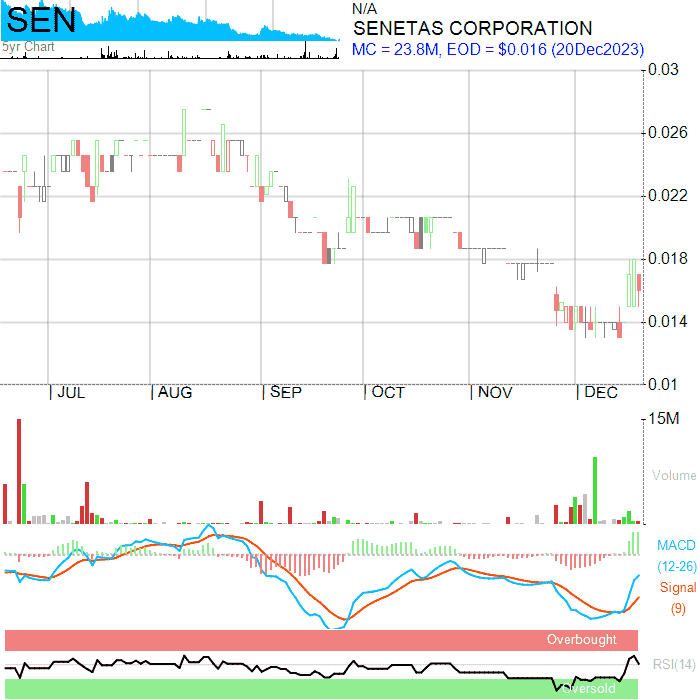 SEN
5yr Chart
N/A
SENETAS CORPORATION
MC = 23.8M, EOD = $0.016 (20Dec2023)
0.03
0.026
0.022
0.018
0.014
0.01
JUL AUG SEP OCT NOV DEC
15M
Volume
MACD
(12-26)
Signal
(9)
Overbought
RSI(14)
Oversold